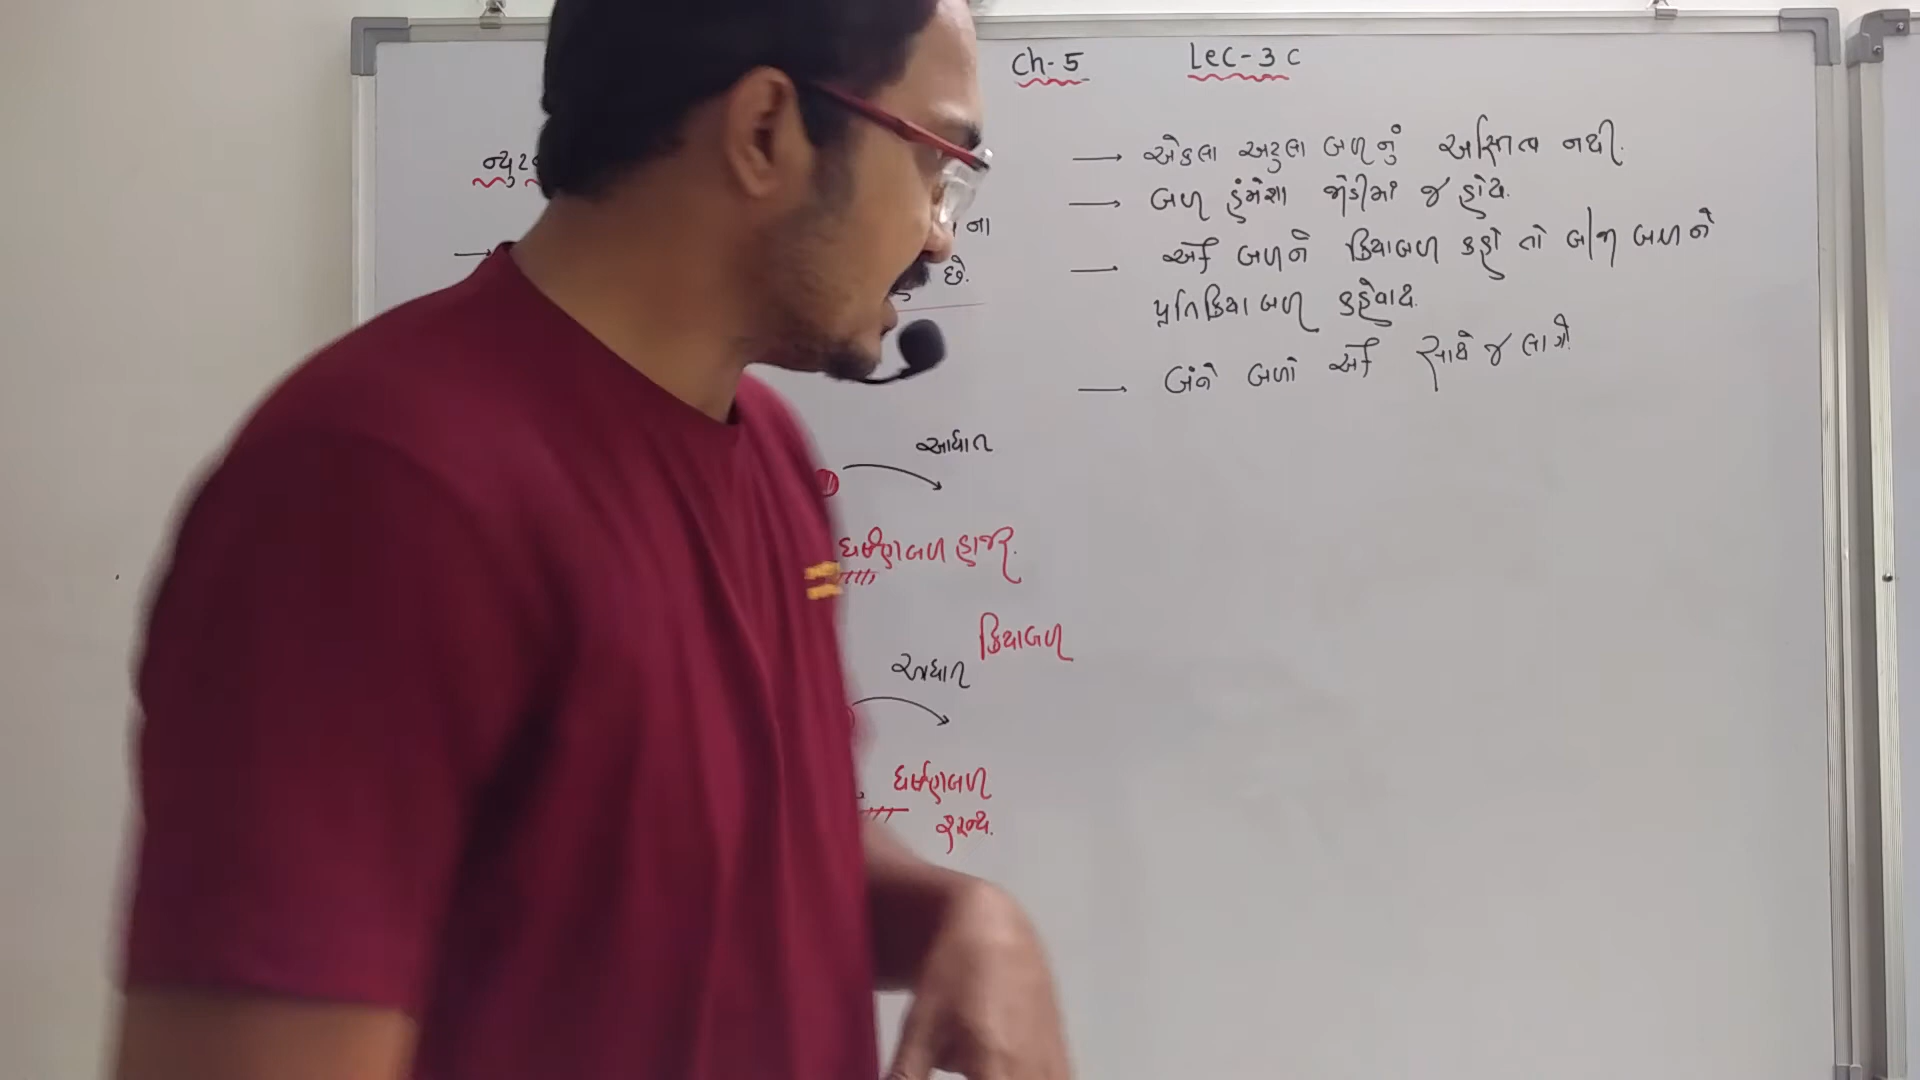 Ch-5 Lec-3 C
ન્યુટ
ના
છે.
આઘાત
ઘર્ષણબળ હાજર.
ક્રિયાબળ
આઘાત
ઘર્ષણબળ
શૂન્ય.
→ એકલા અટુલા બળનું અસ્તિત્વ નથી.
→ બળ હંમેશા જોડીમાં જ હોય.
— એક બળને ક્રિયાબળ કહો તો બીજા બળને
પ્રતિક્રિયા બળ કહેવાય.
— બંને બળો એક સાથે જ લાગે.